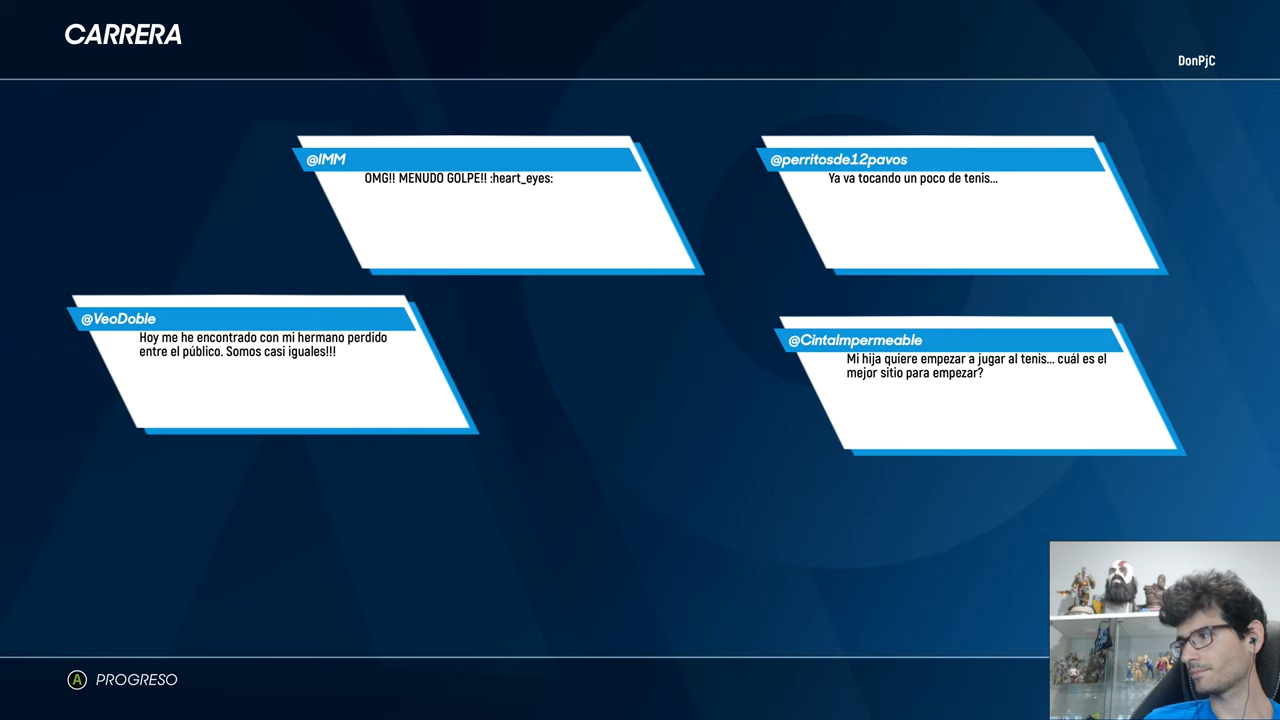 CARRERA
DonPjC
@IMM
OMG!! MENUDO GOLPE!! :heart_eyes:
@perritosde12pavos
Ya va tocando un poco de tenis...
@VeoDoble
Hoy me he encontrado con mi hermano perdido
entre el público. Somos casi iguales!!!
@CintaImpermeable
Mi hija quiere empezar a jugar al tenis... cuál es el
mejor sitio para empezar?
A PROGRESO